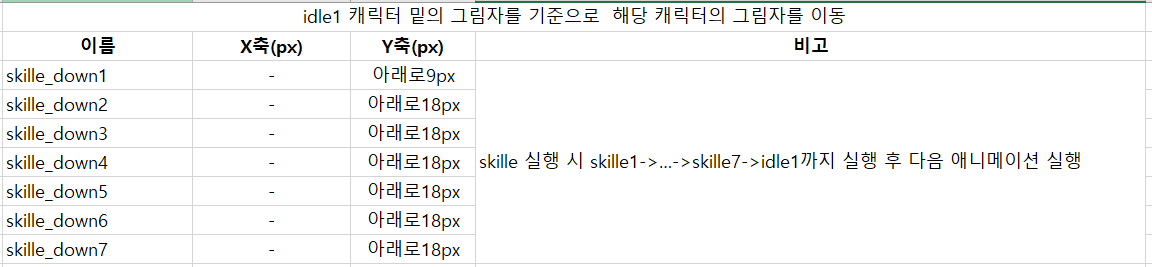 idle1 캐릭터 밑의 그림자를 기준으로 해당 캐릭터의 그림자를 이동
이름 X축(px) Y축(px) 비고
skille_down1 - 아래로9px
skille_down2 - 아래로18px
skille_down3 - 아래로18px
skille_down4 - 아래로18px skille 실행 시 skille1->...->skille7->idle1까지 실행 후 다음 애니메이션 실행
skille_down5 - 아래로18px
skille_down6 - 아래로18px
skille_down7 - 아래로18px